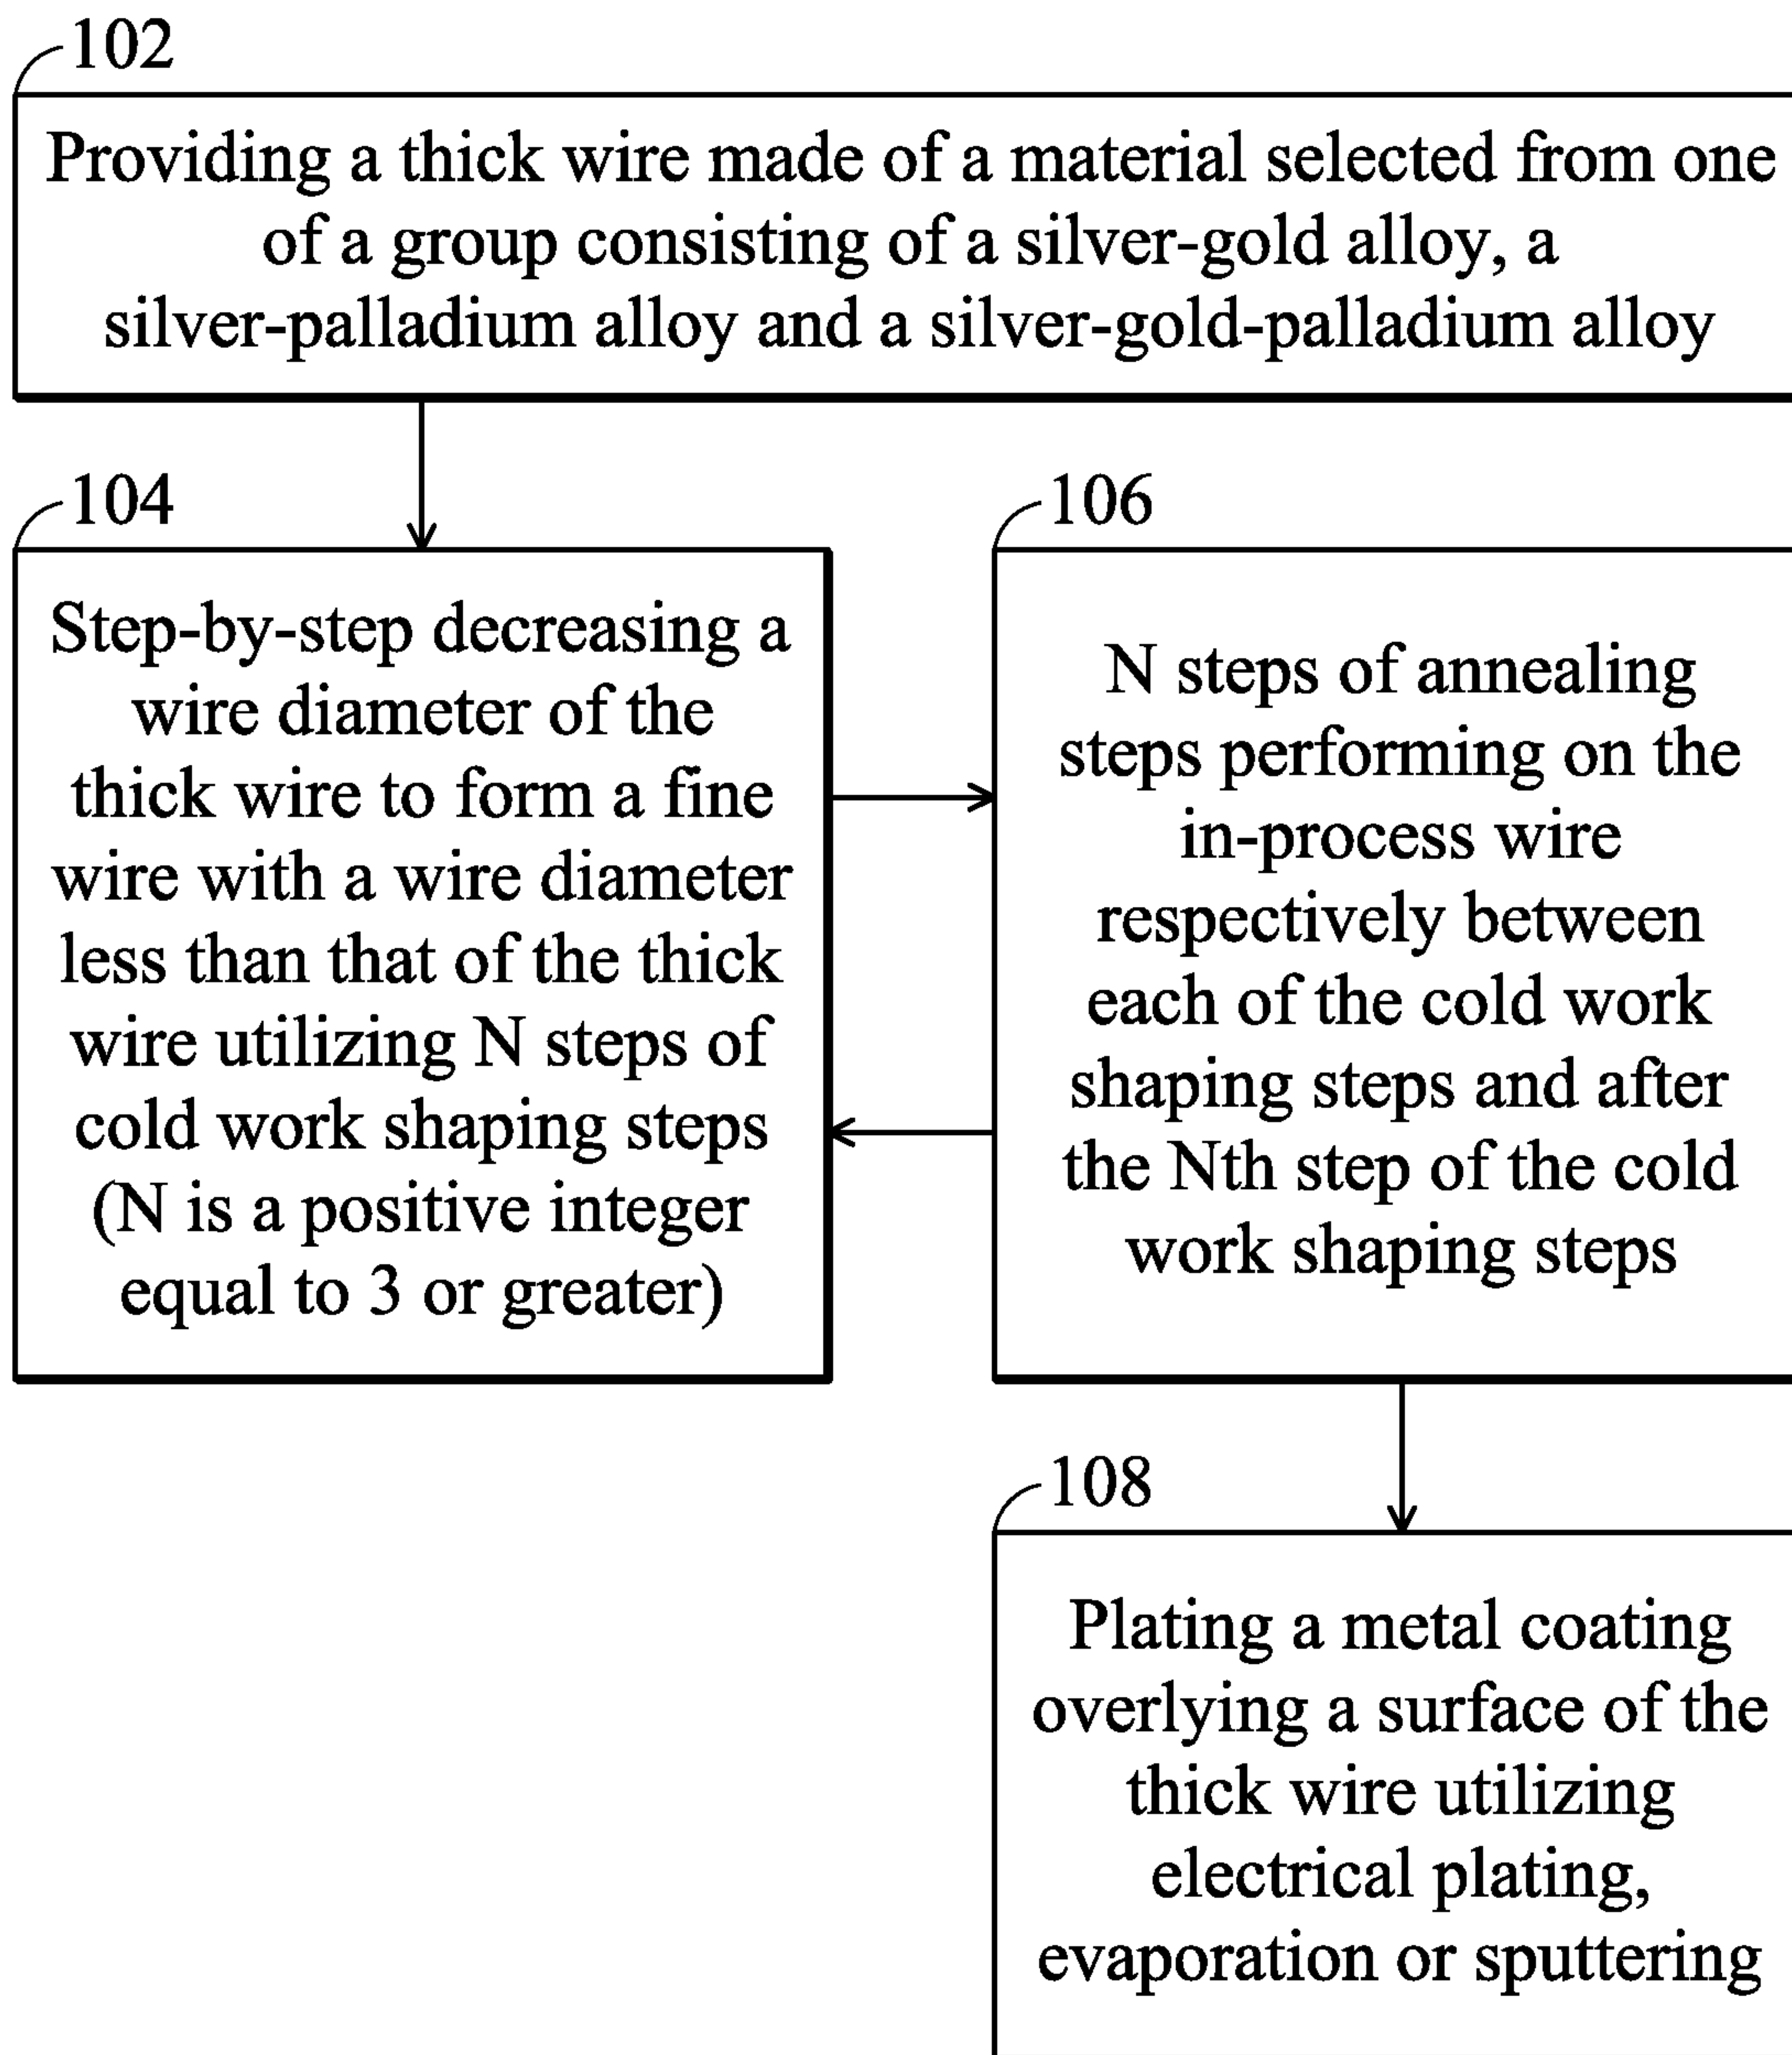 102
Providing a thick wire made of a material selected from one
of a group consisting of a silver-gold alloy, a
silver-palladium alloy and a silver-gold-palladium alloy
104
Step-by-step decreasing a
wire diameter of the
thick wire to form a fine
wire with a wire diameter
less than that of the thick
wire utilizing N steps of
cold work shaping steps
(N is a positive integer
equal to 3 or greater)
106
N steps of annealing
steps performing on the
in-process wire
respectively between
each of the cold work
shaping steps and after
the Nth step of the cold
work shaping steps
108
Plating a metal coating
overlying a surface of the
thick wire utilizing
electrical plating,
evaporation or sputtering